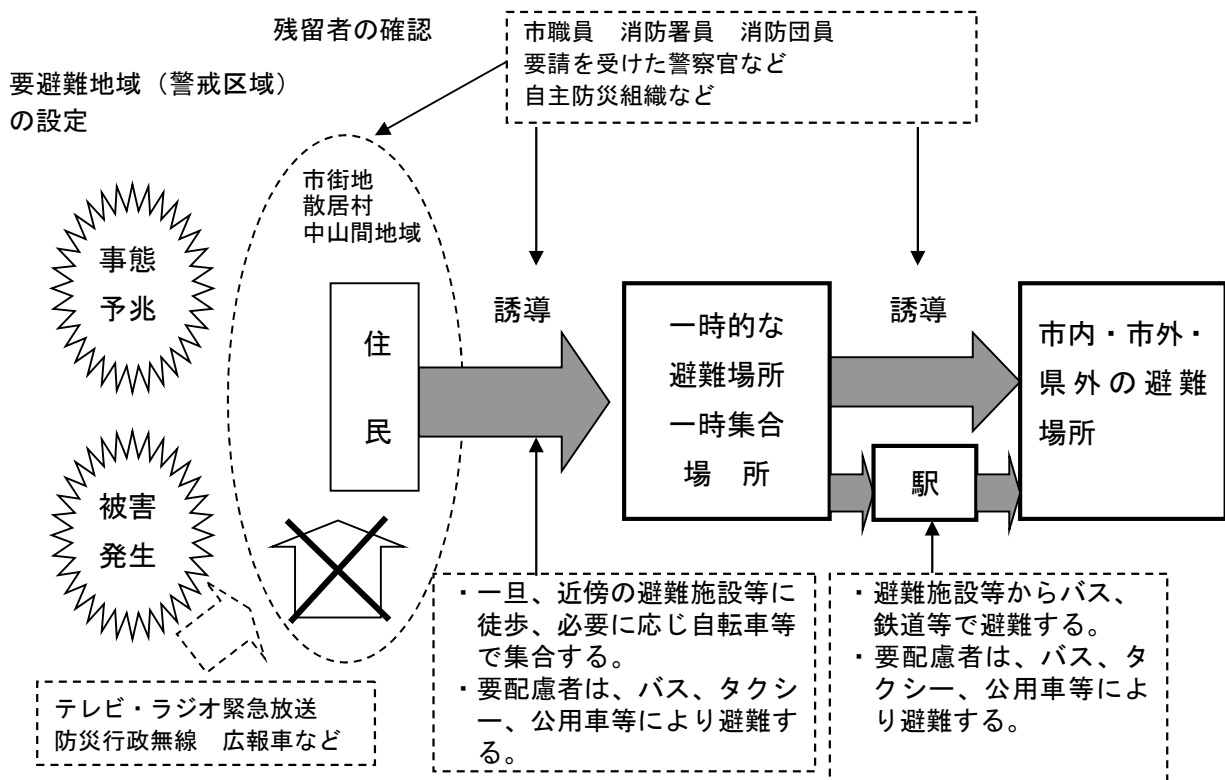 残留者の確認
市職員　消防署員　消防団員
要請を受けた警察官など
自主防災組織など
要避難地域（警戒区域）
の設定
市街地
散居村
中山間地域
事態
予兆
住
民
誘導
一時的な
避難場所
一時集合
場　所
誘導
市内・市外・
県外の避難
場所
駅
被害
発生
・一旦、近傍の避難施設等に
徒歩、必要に応じ自転車等
で集合する。
・要配慮者は、バス、タクシ
ー、公用車等により避難す
る。
・避難施設等からバス、
鉄道等で避難する。
・要配慮者は、バス、タ
クシー、公用車等によ
り避難する。
テレビ・ラジオ緊急放送
防災行政無線　広報車など